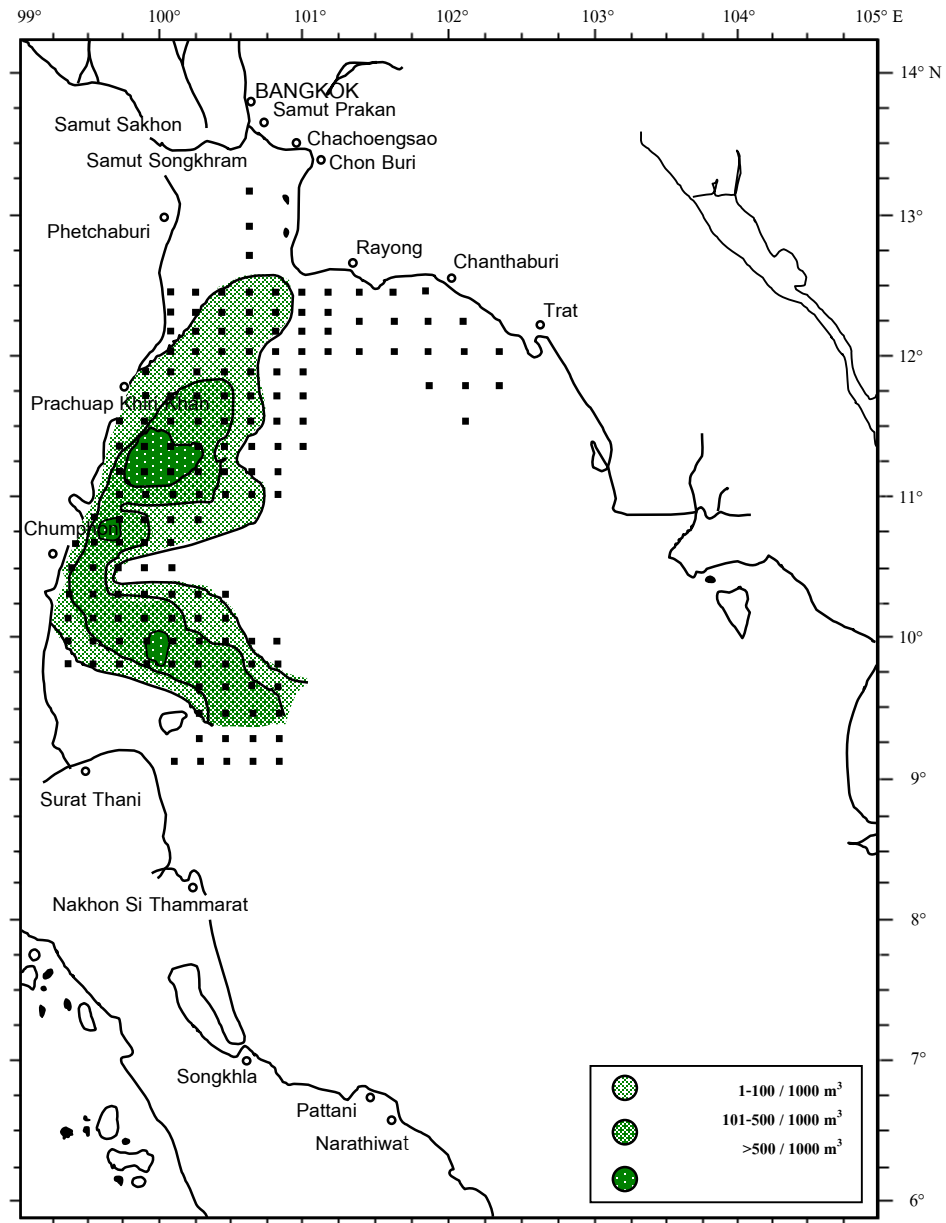 99° 100° 101° 102° 103° 104° 105° E
14° N
BANGKOK
Samut Prakan
Samut Sakhon
Chachoengsao
Samut Songkhram
Chon Buri
13°
Phetchaburi
Rayong
Chanthaburi
Trat
12°
Prachuap Khiri Khan
11°
Chumphon
10°
9°
Surat Thani
Nakhon Si Thammarat
8°
7°
Songkhla
1-100 / 1000 m³
Pattani
101-500 / 1000 m³
Narathiwat
>500 / 1000 m³
6°